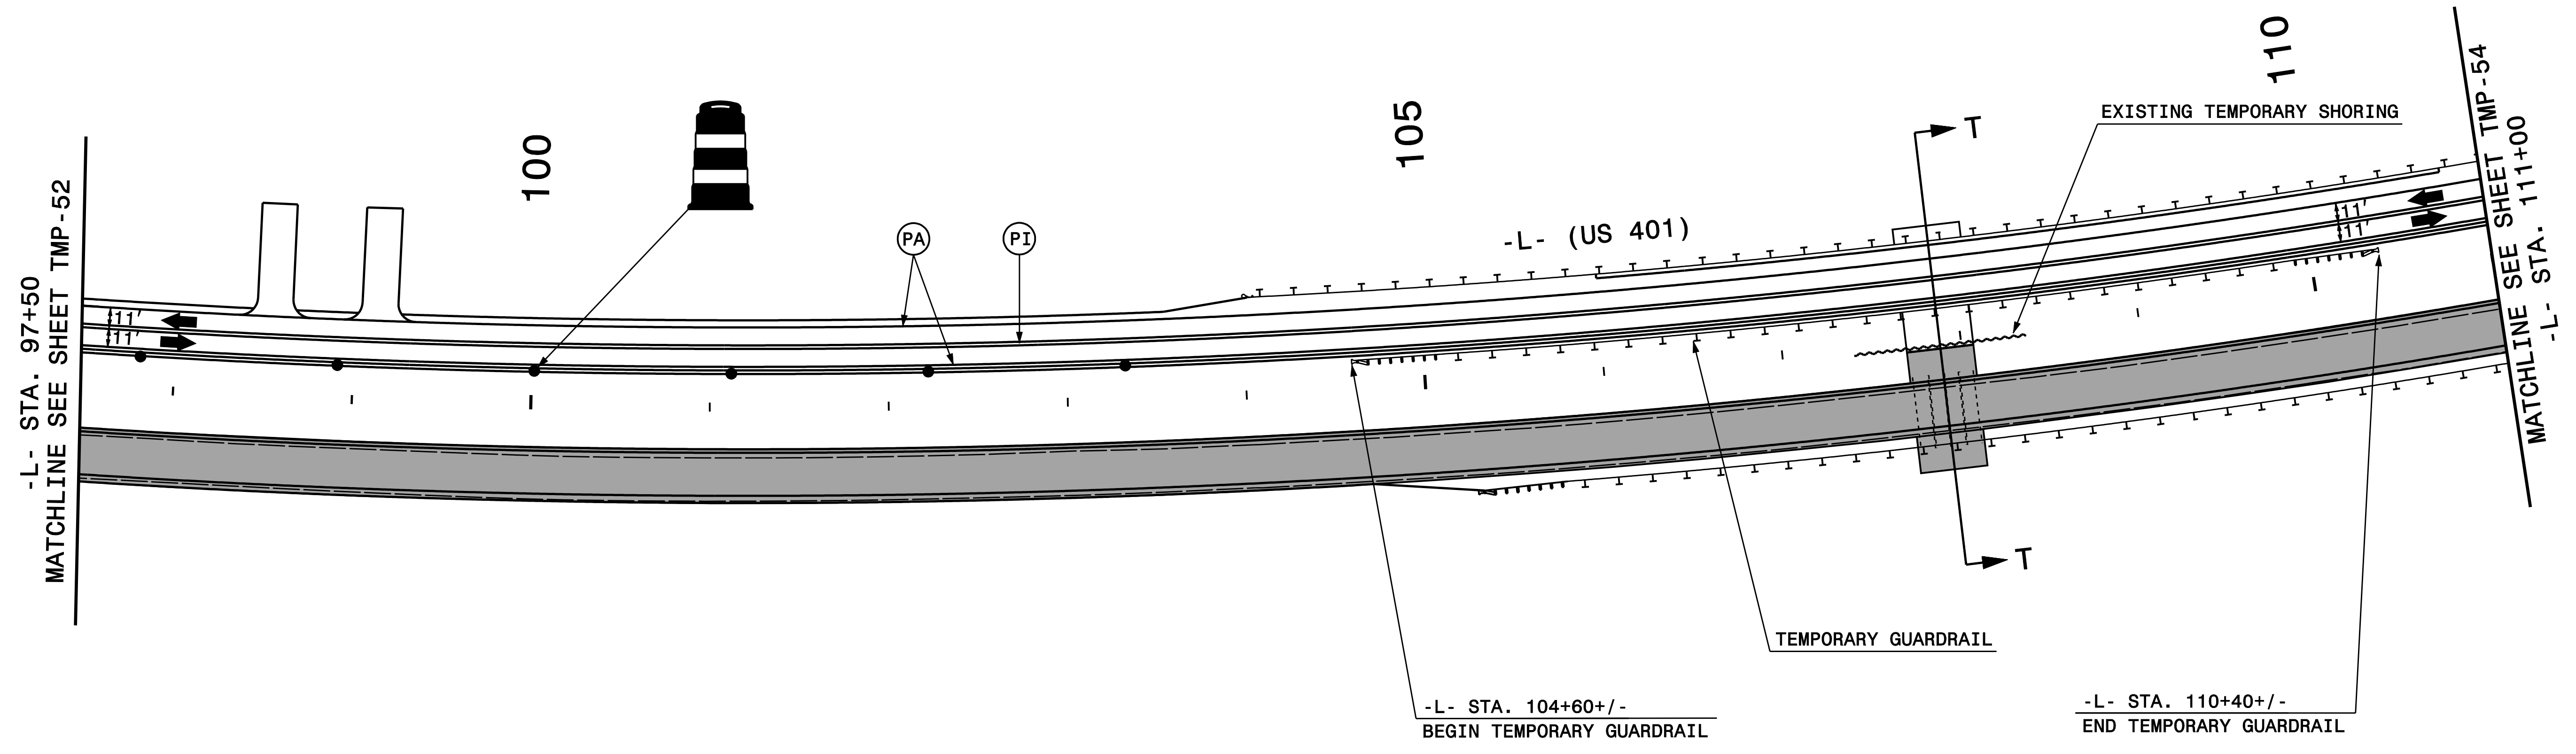 -L- STA. 97+50
MATCHLINE SEE SHEET TMP-52
11'
11'
100
PA
PI
105
-L- (US 401)
T
EXISTING TEMPORARY SHORING
110
11'
11'
MATCHLINE SEE SHEET TMP-54
-L- STA. 111+00
T
TEMPORARY GUARDRAIL
-L- STA. 104+60+/-
BEGIN TEMPORARY GUARDRAIL
-L- STA. 110+40+/-
END TEMPORARY GUARDRAIL